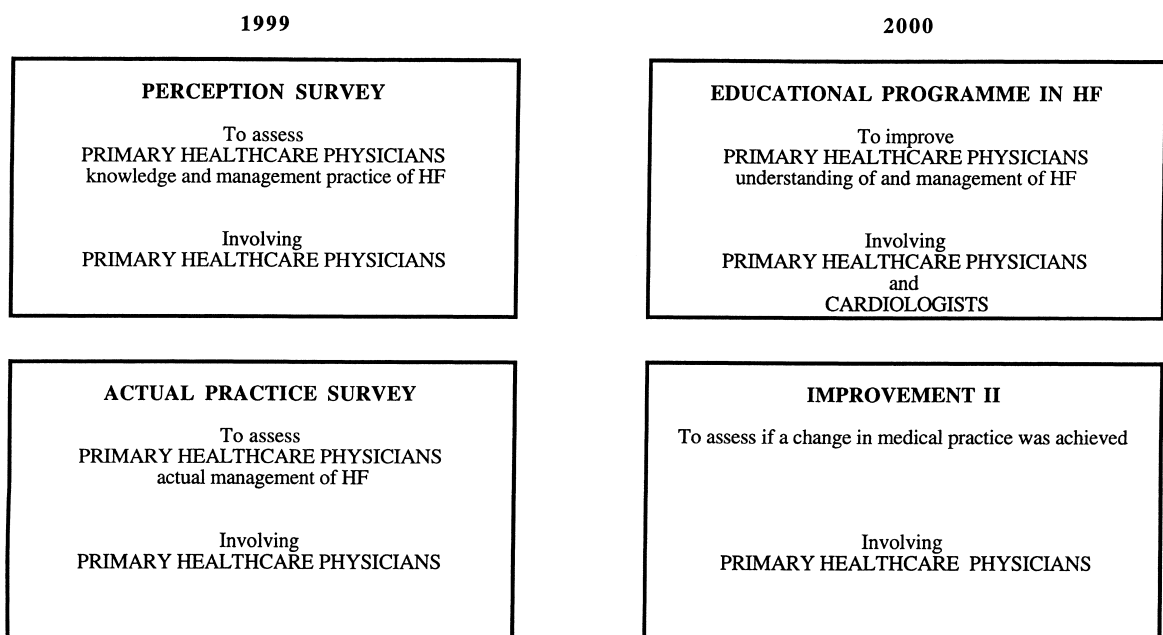 1999
2000
PERCEPTION SURVEY
To assess
PRIMARY HEALTHCARE PHYSICIANS
knowledge and management practice of HF
Involving
PRIMARY HEALTHCARE PHYSICIANS
EDUCATIONAL PROGRAMME IN HF
To improve
PRIMARY HEALTHCARE PHYSICIANS
understanding of and management of HF
Involving
PRIMARY HEALTHCARE PHYSICIANS
and
CARDIOLOGISTS
ACTUAL PRACTICE SURVEY
To assess
PRIMARY HEALTHCARE PHYSICIANS
actual management of HF
Involving
PRIMARY HEALTHCARE PHYSICIANS
IMPROVEMENT II
To assess if a change in medical practice was achieved
Involving
PRIMARY HEALTHCARE PHYSICIANS